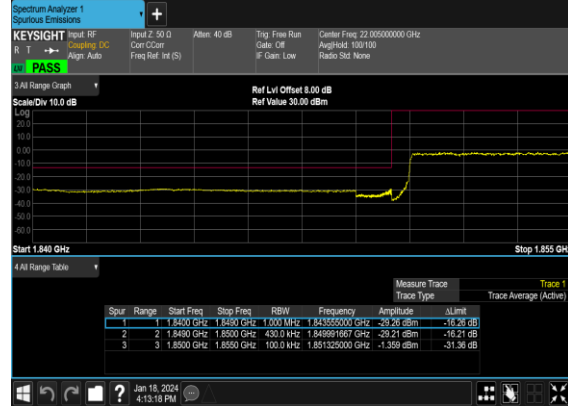 Spectrum Analyzer 1
Spurious Emissions
+
KEYSIGHT Input: RF Input Z: 50 Ω Atten: 40 dB Trig: Free Run Center Freq: 22.005000000 GHz
R T Coupling: DC Corr CCorr Gate: Off Avg|Hold: 100/100
Align: Auto Freq Ref: Int (S) IF Gain: Low Radio Std: None
PASS
3 All Range Graph
Ref Lvl Offset 8.00 dB
Scale/Div 10.0 dB Ref Value 30.00 dBm
Log
20.0
10.0
0.00
-10.0
-20.0
-30.0
-40.0
-50.0
-60.0
Start 1.840 GHz Stop 1.855 GH
4 All Range Table
Measure Trace Trace 1
Trace Type Trace Average (Active)
Spur Range Start Freq Stop Freq RBW Frequency Amplitude ΔLimit
1 1 1.8400 GHz 1.8490 GHz 1.000 MHz 1.843555000 GHz -29.26 dBm -16.26 dB
2 2 1.8490 GHz 1.8500 GHz 430.0 kHz 1.849991667 GHz -29.21 dBm -16.21 dB
3 3 1.8500 GHz 1.8550 GHz 100.0 kHz 1.851325000 GHz -1.359 dBm -31.36 dB
? Jan 18, 2024
4:13:18 PM